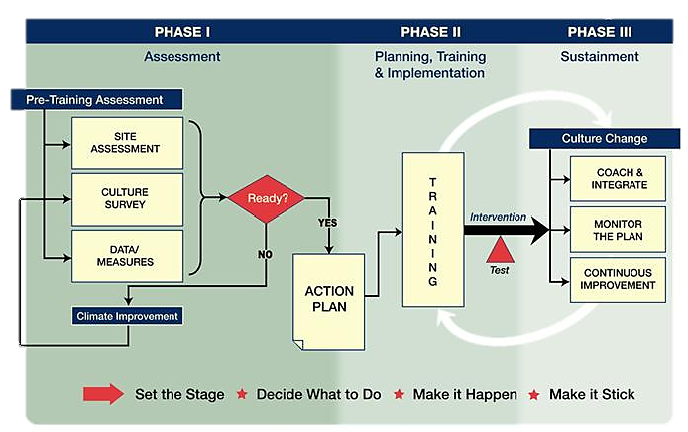 PHASE I
PHASE II
PHASE III
Assessment
Planning, Training
& Implementation
Sustainment
Pre-Training Assessment
SITE
ASSESSMENT
CULTURE
SURVEY
DATA/
MEASURES
Climate Improvement
Ready?
YES
NO
ACTION
PLAN
TRAINING
Intervention
Test
Culture Change
COACH &
INTEGRATE
MONITOR
THE PLAN
CONTINUOUS
IMPROVEMENT
Set the Stage ★ Decide What to Do ★ Make it Happen ★ Make it Stick